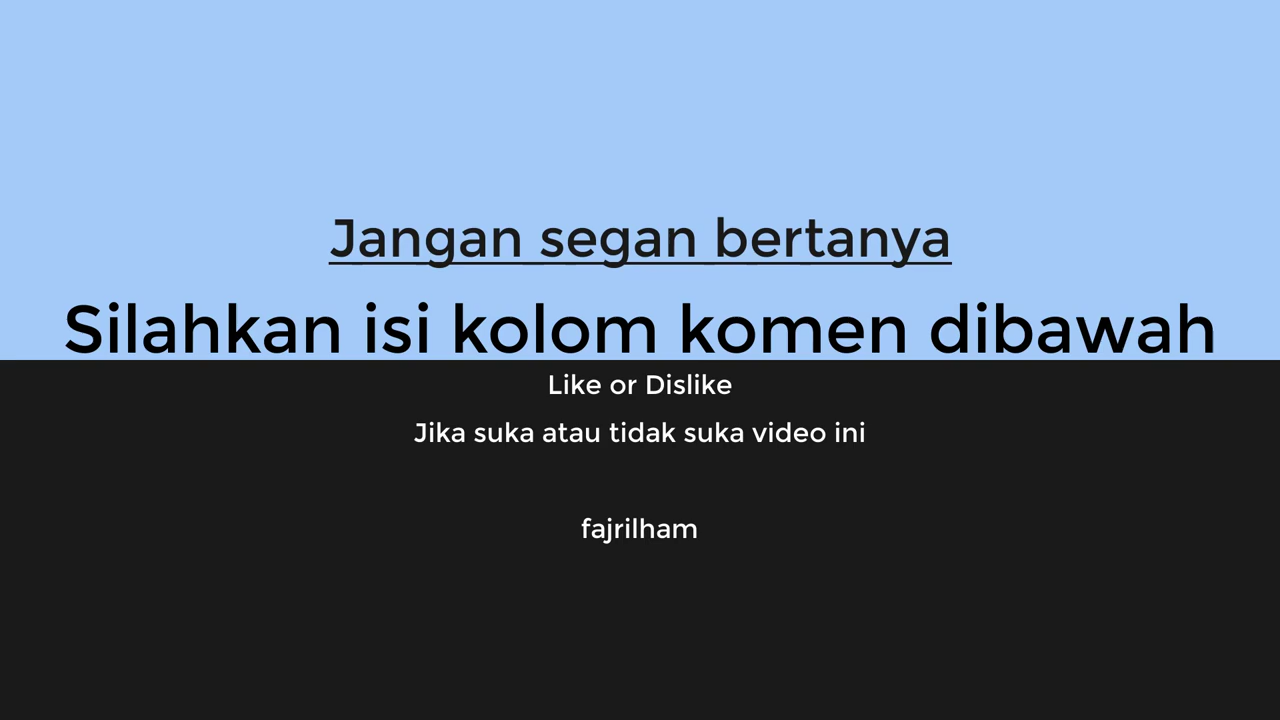 Jangan segan bertanya
Silahkan isi kolom komen dibawah
Like or Dislike
Jika suka atau tidak suka video ini
fajrilham